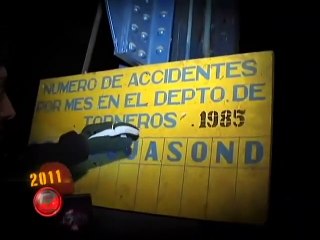 NUMERO DE ACCIDENTES
POR MES EN EL DEPTO. DE
TORNEROS 1985
JASOND
2011